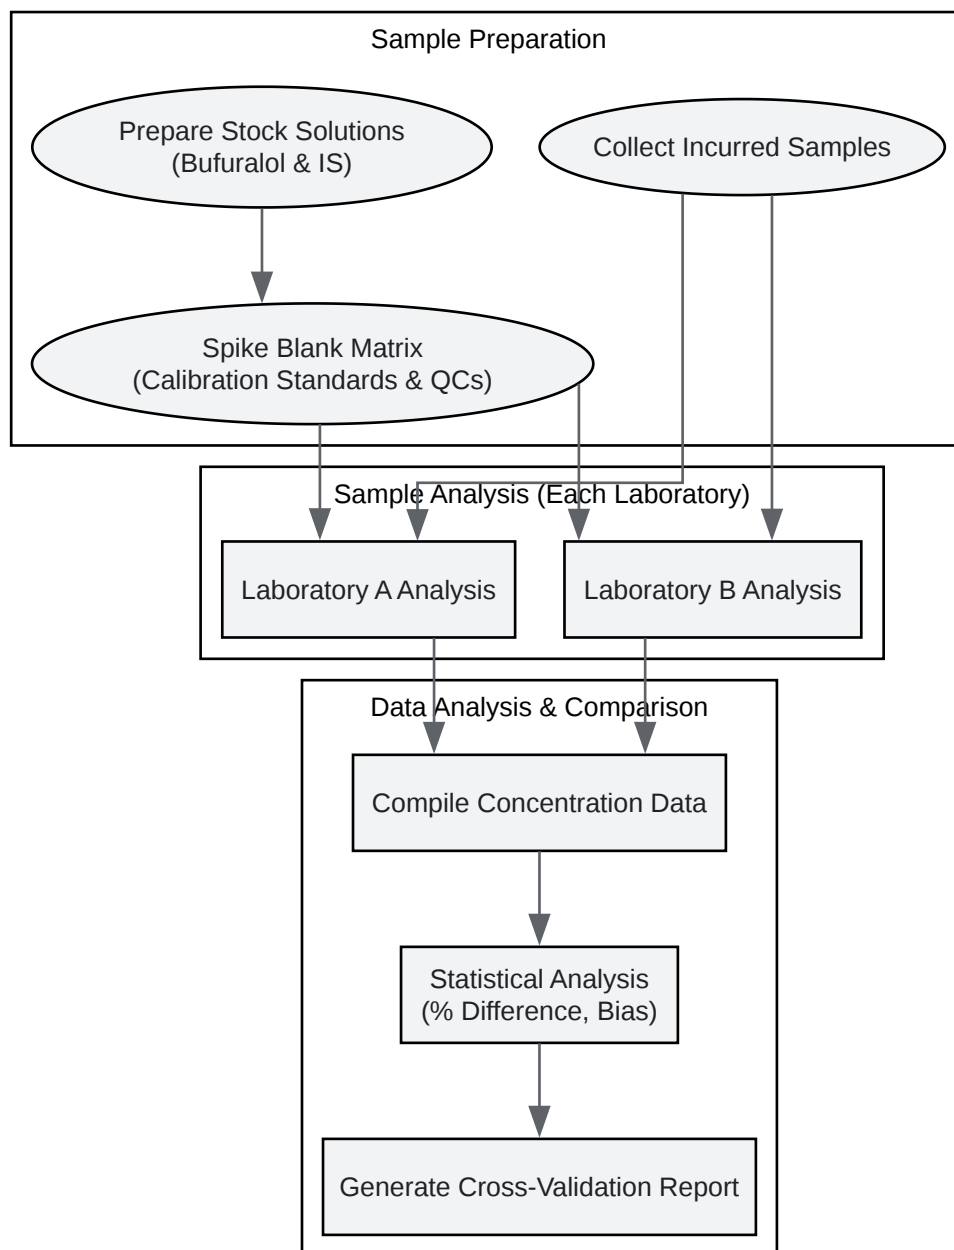 Sample Preparation
Prepare Stock Solutions
(Bufuralol & IS)
Collect Incurred Samples
Spike Blank Matrix
(Calibration Standards & QCs)
Sample Analysis (Each Laboratory)
Laboratory A Analysis
Laboratory B Analysis
Data Analysis & Comparison
Compile Concentration Data
Statistical Analysis
(% Difference, Bias)
Generate Cross-Validation Report